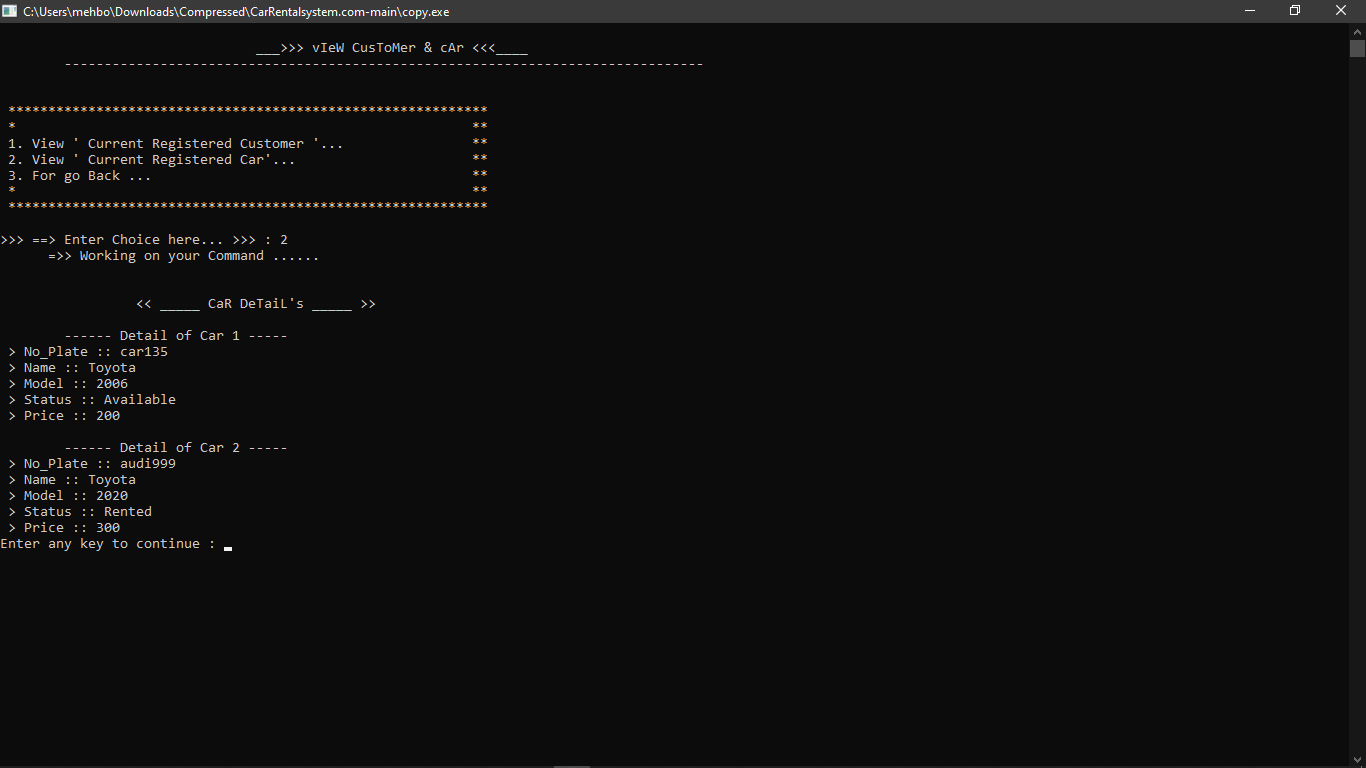 C:\Users\mehbo\Downloads\Compressed\CarRentalsystem.com-main\copy.exe
___>>> vIeW CusToMer & cAr <<<____
--------------------------------------------------------------------------------
************************************************************
* **
1. View ' Current Registered Customer '... **
2. View ' Current Registered Car'... **
3. For go Back ... **
* **
************************************************************
>>> ==> Enter Choice here... >>> : 2
=>> Working on your Command ......
<< _____ CaR DeTaiL's _____ >>
------ Detail of Car 1 -----
> No_Plate :: car135
> Name :: Toyota
> Model :: 2006
> Status :: Available
> Price :: 200
------ Detail of Car 2 -----
> No_Plate :: audi999
> Name :: Toyota
> Model :: 2020
> Status :: Rented
> Price :: 300
Enter any key to continue :